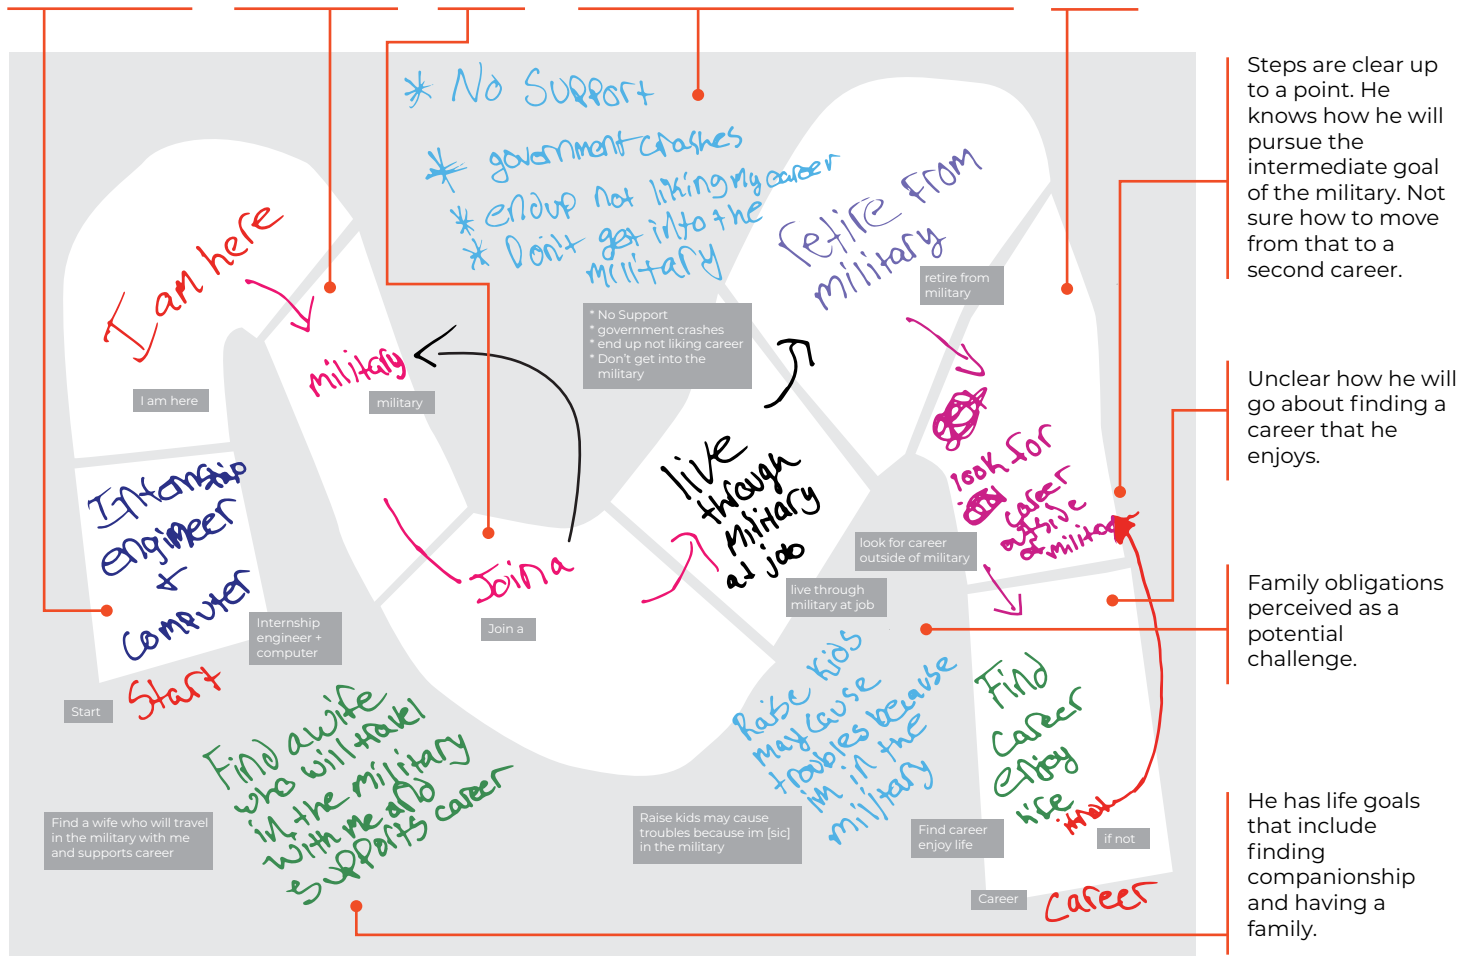 * No Support
* government crashes
* end up not liking my career
* Don't get into the
military
* No Support
* government crashes
* end up not liking career
* Don't get into the
military
I am here
I am here
military
military
retire from
military
retire from
military
Internship
engineer
+
computer
Internship
engineer +
computer
Start
Start
Join a
Join a
live
through
military
at job
live through
military at job
look for
career
outside
of military
look for career
outside of military
Find a wife
who will travel
in the military
with me and
supports career
Find a wife who will travel
in the military with me
and supports career
Raise kids
may cause
troubles because
im in the
military
Raise kids may cause
troubles because im [sic]
in the military
Find
career
enjoy
life
Find career
enjoy life
if not
Career
Career
Steps are clear up
to a point. He
knows how he will
pursue the
intermediate goal
of the military. Not
sure how to move
from that to a
second career.
Unclear how he will
go about finding a
career that he
enjoys.
Family obligations
perceived as a
potential
challenge.
He has life goals
that include
finding
companionship
and having a
family.